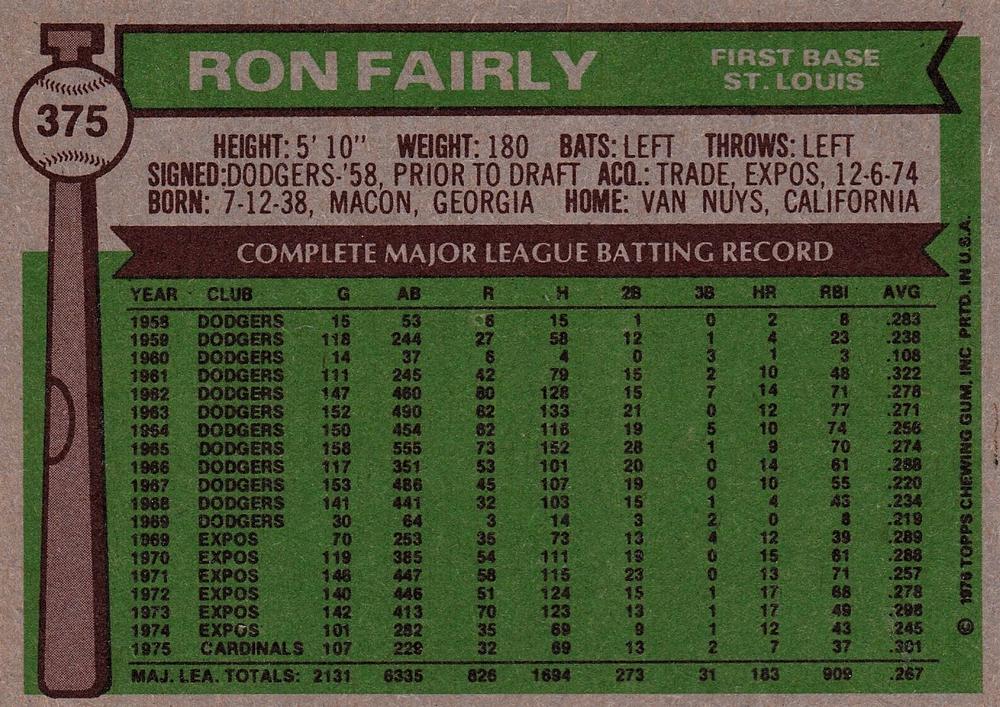 RON FAIRLY
FIRST BASE
ST. LOUIS
375
HEIGHT: 5' 10" WEIGHT: 180 BATS: LEFT THROWS: LEFT
SIGNED:DODGERS-'58, PRIOR TO DRAFT ACQ.: TRADE, EXPOS, 12-6-74
BORN: 7-12-38, MACON, GEORGIA HOME: VAN NUYS, CALIFORNIA
COMPLETE MAJOR LEAGUE BATTING RECORD
YEAR CLUB G AB R H 2B 3B HR RBI AVG
1958 DODGERS 15 53 6 15 1 0 2 8 .283
1959 DODGERS 118 244 27 58 12 1 4 23 .238
1960 DODGERS 14 37 6 4 0 3 1 3 .108
1961 DODGERS 111 245 42 79 15 2 10 48 .322
1962 DODGERS 147 460 80 128 15 7 14 71 .278
1963 DODGERS 152 490 62 133 21 0 12 77 .271
1964 DODGERS 150 454 62 116 19 5 10 74 .256
1965 DODGERS 158 555 73 152 28 1 9 70 .274
1966 DODGERS 117 351 53 101 20 0 14 61 .288
1967 DODGERS 153 486 45 107 19 0 10 55 .220
1968 DODGERS 141 441 32 103 15 1 4 43 .234
1969 DODGERS 30 64 3 14 3 2 0 8 .219
1969 EXPOS 70 253 35 73 13 4 12 39 .289
1970 EXPOS 119 385 54 111 19 0 15 61 .288
1971 EXPOS 146 447 58 115 23 0 13 71 .257
1972 EXPOS 140 446 51 124 15 1 17 68 .278
1973 EXPOS 142 413 70 123 13 1 17 49 .298
1974 EXPOS 101 282 35 69 9 1 12 43 .245
1975 CARDINALS 107 229 32 69 13 2 7 37 .301
MAJ. LEA. TOTALS: 2131 6335 826 1694 273 31 183 909 .267
© 1976 TOPPS CHEWING GUM, INC PRTD. IN U.S.A.